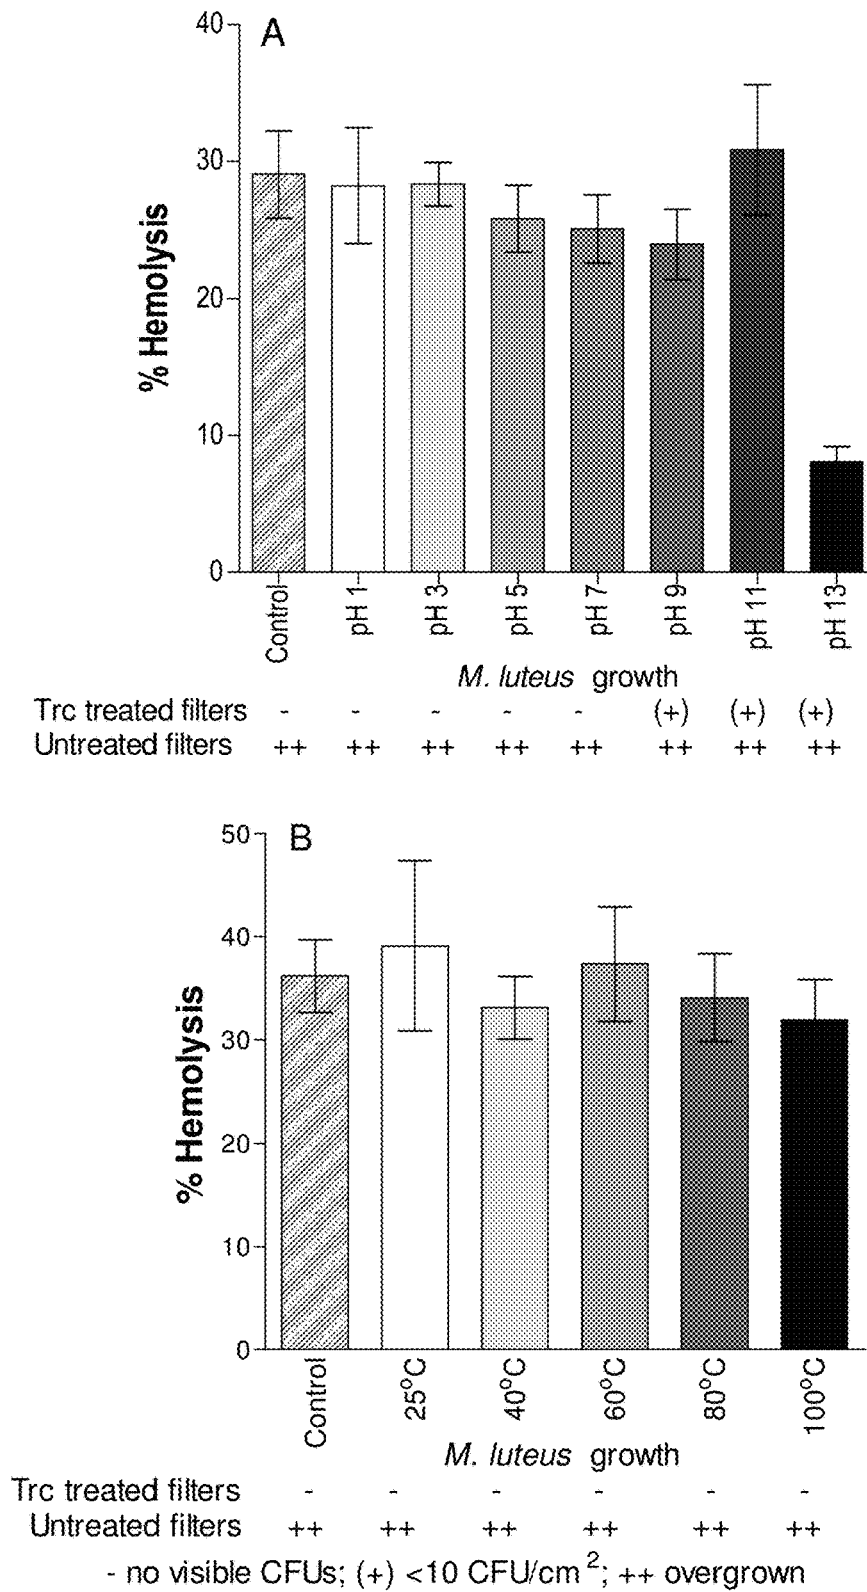 A
40
30
20
10
0
% Hemolysis
Control pH 1 pH 3 pH 5 pH 7 pH 9 pH 11 pH 13
M. luteus growth
Trc treated filters - - - - - (+) (+) (+)
Untreated filters ++ ++ ++ ++ ++ ++ ++ ++
B
50
40
30
20
10
0
% Hemolysis
Control 25°C 40°C 60°C 80°C 100°C
M. luteus growth
Trc treated filters - - - - - -
Untreated filters ++ ++ ++ ++ ++ ++
- no visible CFUs; (+) <10 CFU/cm²; ++ overgrown